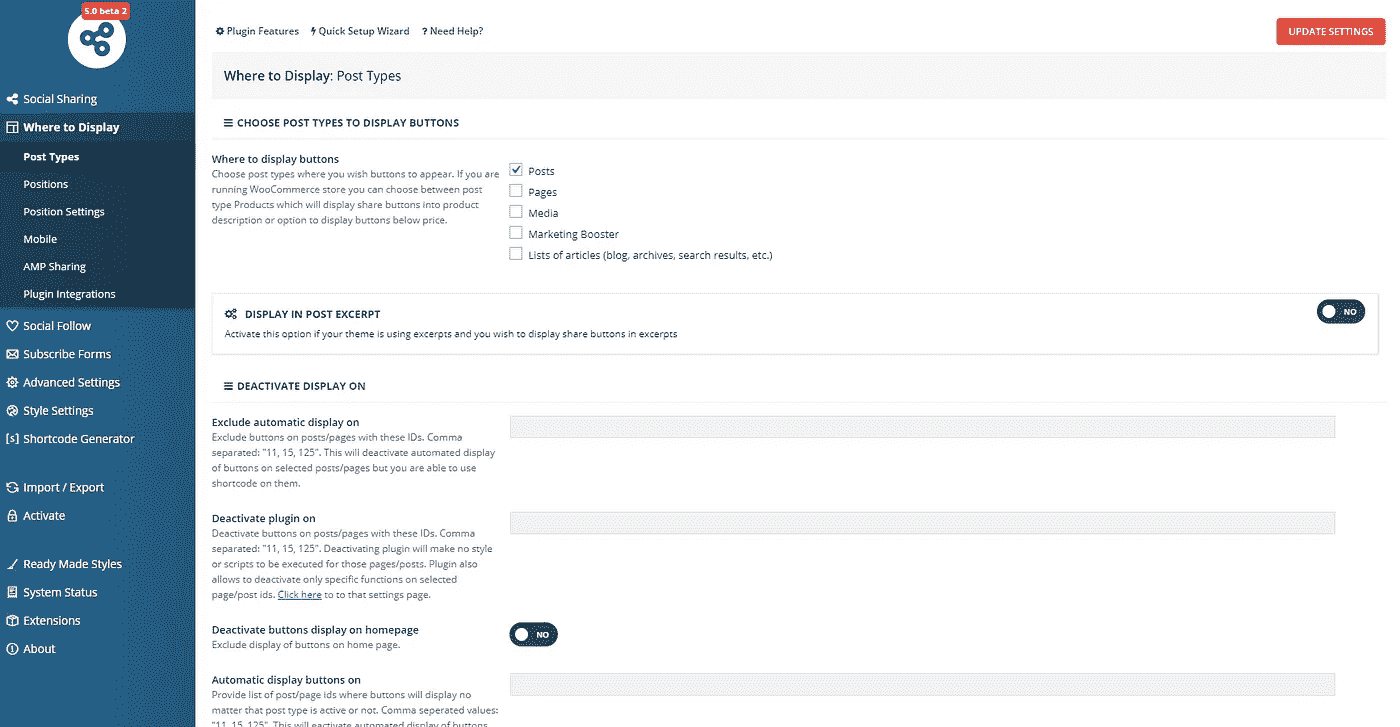 5.0 beta 2
Social Sharing
Where to Display
Post Types
Positions
Position Settings
Mobile
AMP Sharing
Plugin Integrations
Social Follow
Subscribe Forms
Advanced Settings
Style Settings
[s] Shortcode Generator
Import / Export
Activate
Ready Made Styles
System Status
Extensions
About
Plugin Features
Quick Setup Wizard
? Need Help?
UPDATE SETTINGS
Where to Display: Post Types
CHOOSE POST TYPES TO DISPLAY BUTTONS
Where to display buttons
Choose post types where you wish buttons to appear. If you are
running WooCommerce store you can choose between post
type Products which will display share buttons into product
description or option to display buttons below price.
Posts
Pages
Media
Marketing Booster
Lists of articles (blog, archives, search results, etc.)
DISPLAY IN POST EXCERPT
Activate this option if your theme is using excerpts and you wish to display share buttons in excerpts
NO
DEACTIVATE DISPLAY ON
Exclude automatic display on
Exclude buttons on posts/pages with these IDs. Comma
separated: "11, 15, 125". This will deactivate automated display
of buttons on selected posts/pages but you are able to use
shortcode on them.
Deactivate plugin on
Deactivate buttons on posts/pages with these IDs. Comma
separated: "11, 15, 125". Deactivating plugin will make no style
or scripts to be executed for those pages/posts. Plugin also
allows to deactivate only specific functions on selected
page/post ids. Click here to to that settings page.
Deactivate buttons display on homepage
Exclude display of buttons on home page.
NO
Automatic display buttons on
Provide list of post/page ids where buttons will display no
matter that post type is active or not. Comma seperated values:
"11, 15, 125". This will eactivate automated display of buttons